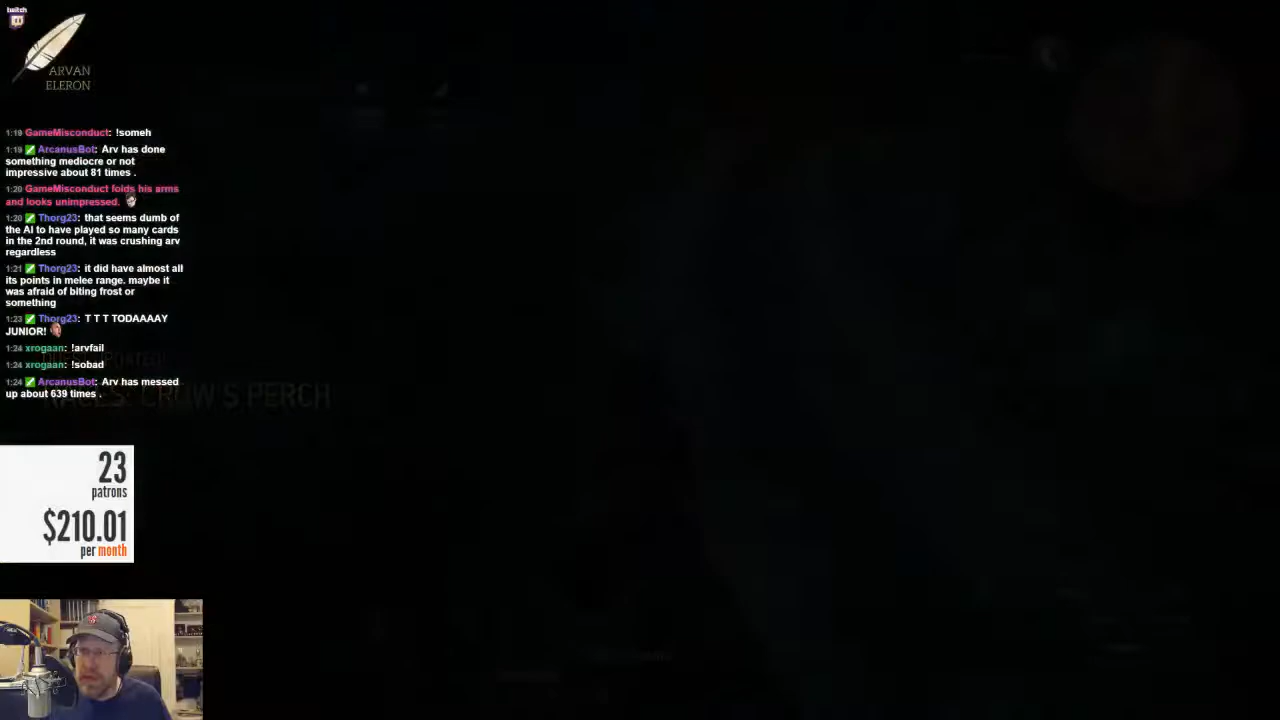 twitch
ARVAN
ELERON
1:19 GameMisconduct: !someh
1:19 ArcanusBot: Arv has done
something mediocre or not
impressive about 81 times .
1:20 GameMisconduct folds his arms
and looks unimpressed.
1:20 Thorg23: that seems dumb of
the AI to have played so many cards
in the 2nd round, it was crushing arv
regardless
1:21 Thorg23: it did have almost all
its points in melee range. maybe it
was afraid of biting frost or
something
1:23 Thorg23: T T T TODAAAAY
JUNIOR!
1:24 xrogaan: !arvfail
1:24 xrogaan: !sobad
1:24 ArcanusBot: Arv has messed
up about 639 times .
RACES: CROW'S PERCH
23
patrons
$210.01
per month